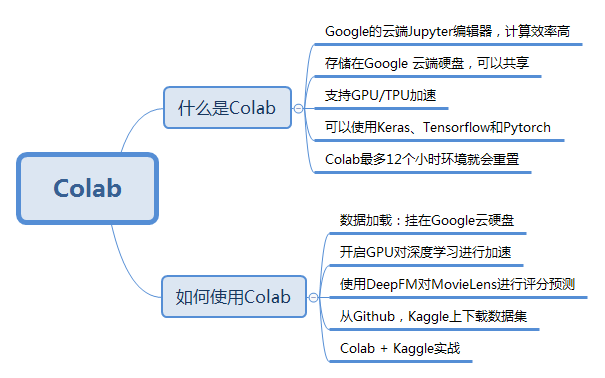 Colab
什么是Colab
Google的云端Jupyter编辑器，计算效率高
存储在Google 云端硬盘，可以共享
支持GPU/TPU加速
可以使用Keras、Tensorflow和Pytorch
Colab最多12个小时环境就会重置
如何使用Colab
数据加载：挂在Google云硬盘
开启GPU对深度学习进行加速
使用DeepFM对MovieLens进行评分预测
从Github，Kaggle上下载数据集
Colab + Kaggle实战